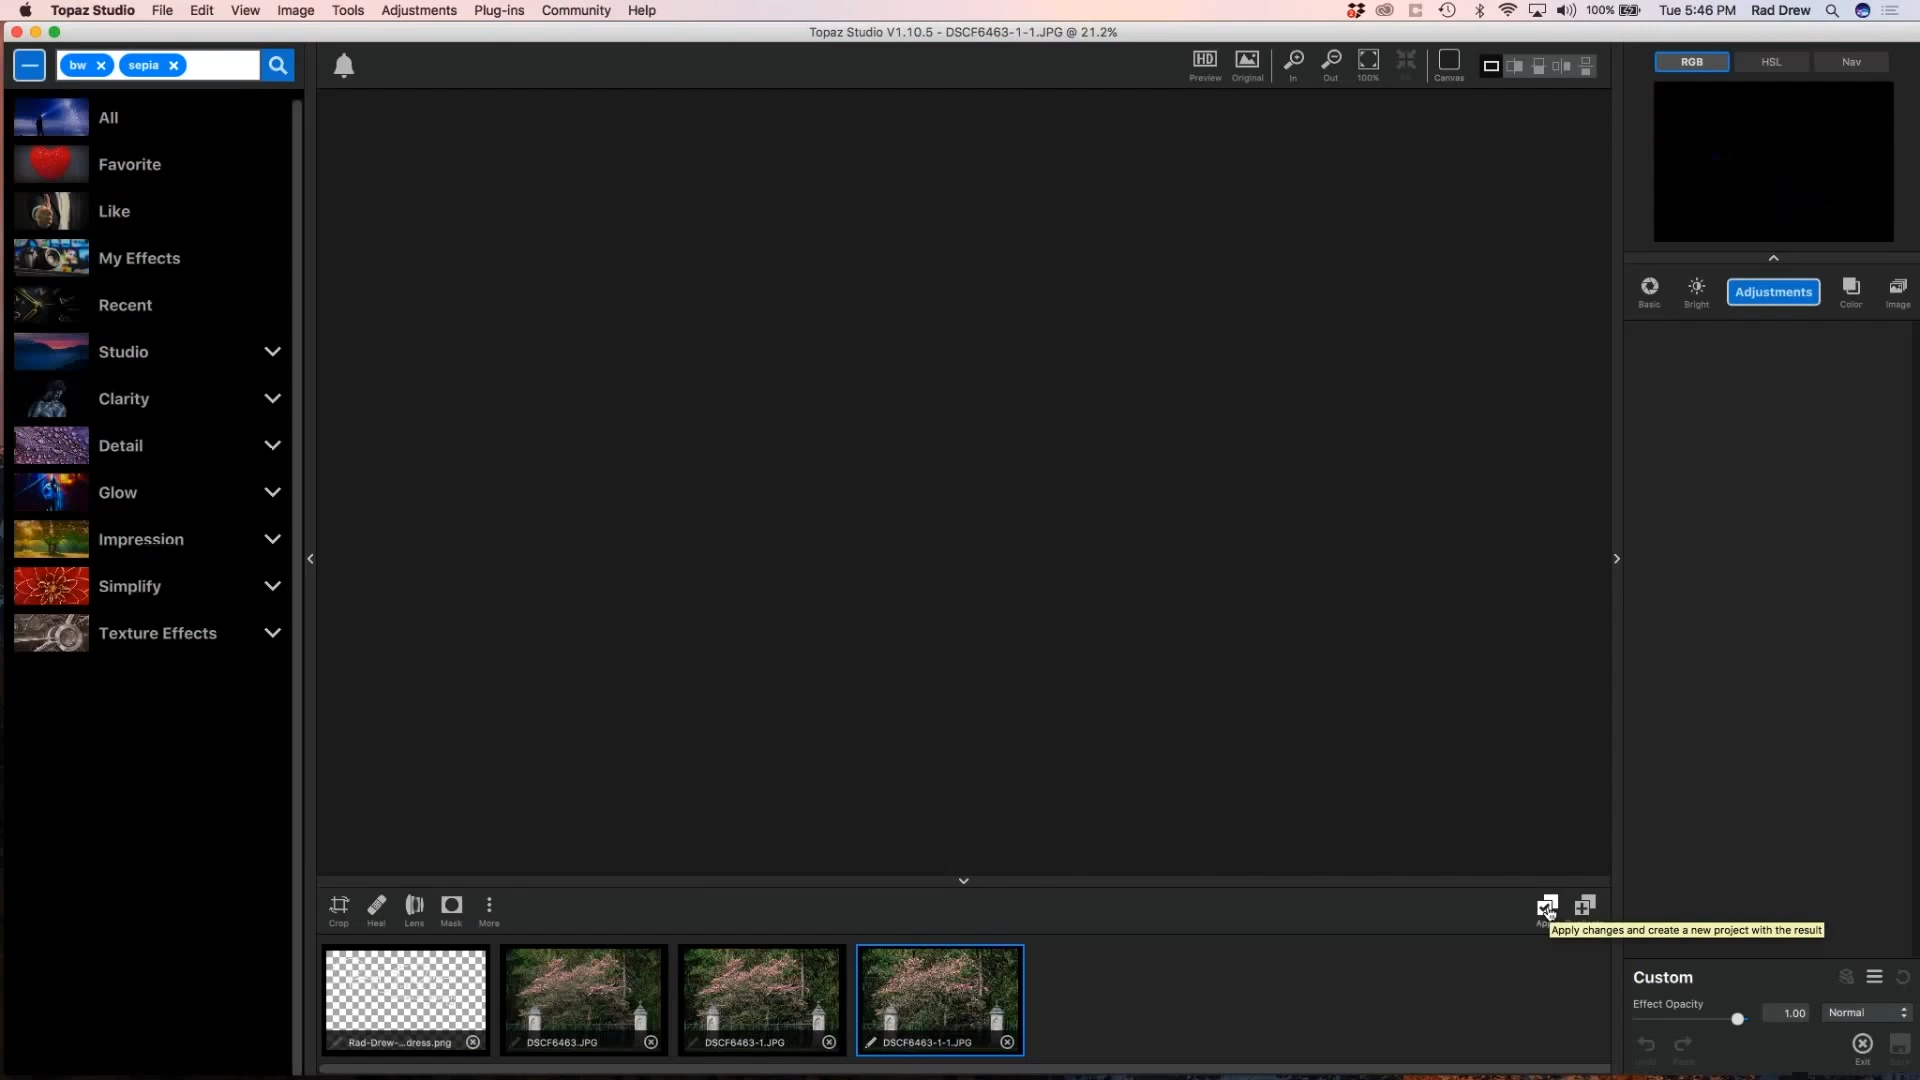 Topaz Studio File Edit View Image Tools Adjustments Plug-ins Community Help 100% Tue 5:46 PM Rad Drew
Topaz Studio V1.10.5 - DSCF6463-1-1.JPG @ 21.2%
bw sepia
Preview Original In Out 100% Canvas
RGB HSL Nav
All
Favorite
Like
My Effects
Recent
Studio
Clarity
Detail
Glow
Impression
Simplify
Texture Effects
Basic Bright Adjustments Color Image
Crop Heal Lens Mask More
Apply changes and create a new project with the result
Rad-Drew-...dress.png DSCF6463.JPG DSCF6463-1.JPG DSCF6463-1-1.JPG
Custom
Effect Opacity 1.00 Normal
Exit